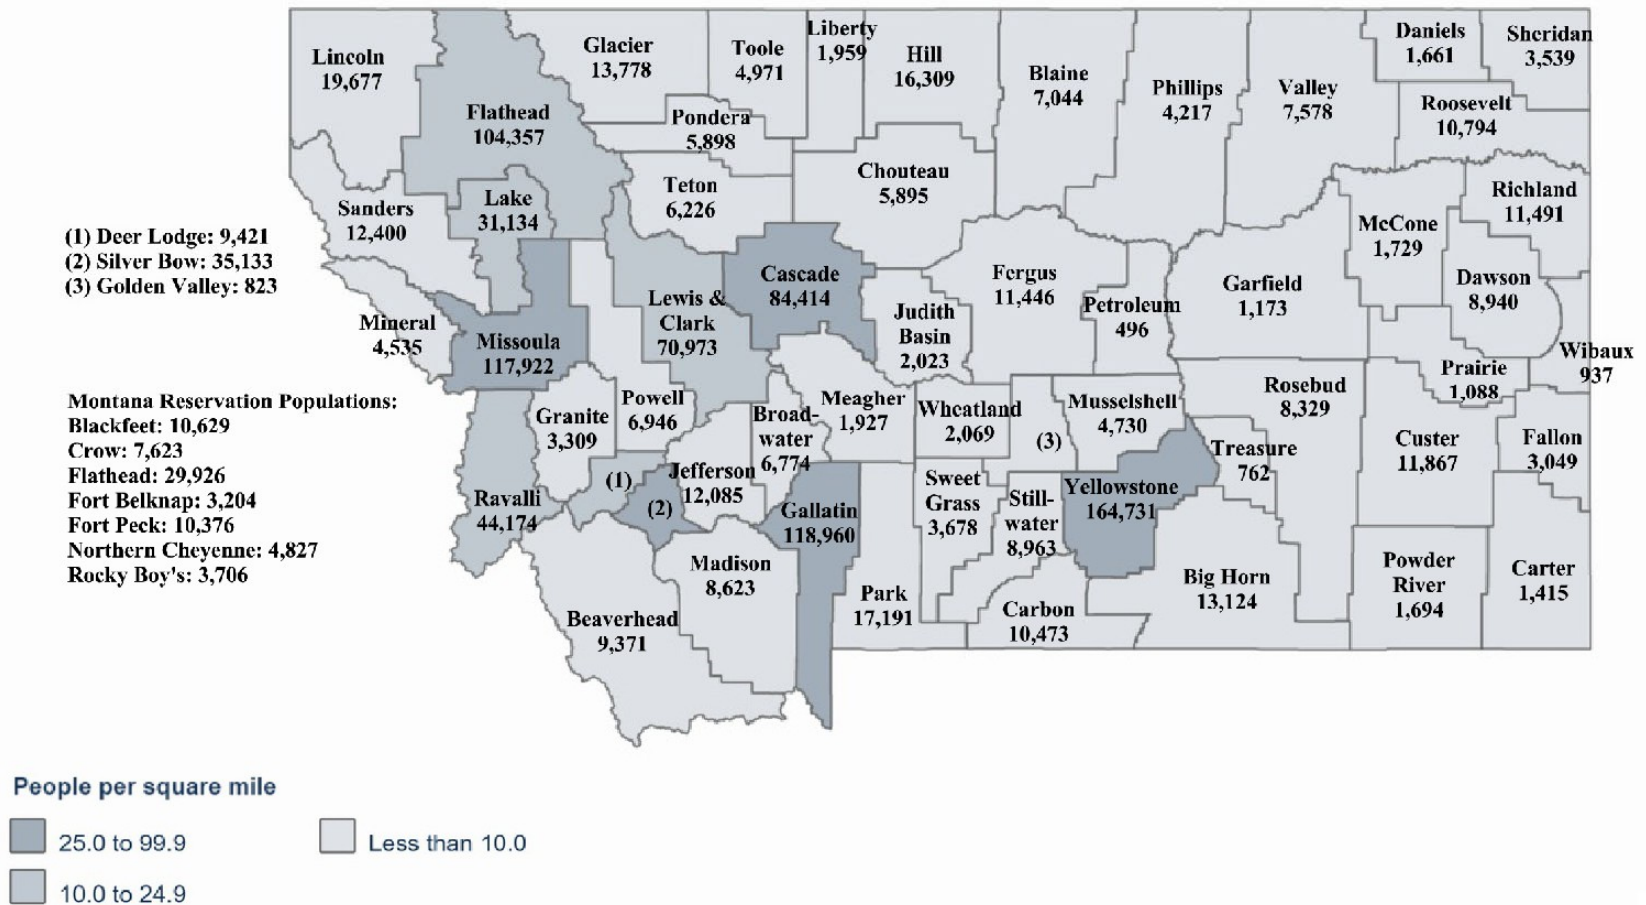 Lincoln
19,677
Flathead
104,357
Glacier
13,778
Toole
4,971
Liberty
1,959
Hill
16,309
Blaine
7,044
Phillips
4,217
Valley
7,578
Daniels
1,661
Sheridan
3,539
Roosevelt
10,794
Pondera
5,898
Teton
6,226
Chouteau
5,895
Lake
31,134
Sanders
12,400
Richland
11,491
McCone
1,729
Dawson
8,940
Garfield
1,173
(1) Deer Lodge: 9,421
(2) Silver Bow: 35,133
(3) Golden Valley: 823
Mineral
4,535
Missoula
117,922
Lewis &
Clark
70,973
Cascade
84,414
Judith
Basin
2,023
Fergus
11,446
Petroleum
496
Prairie
1,088
Wibaux
937
Montana Reservation Populations:
Blackfeet: 10,629
Crow: 7,623
Flathead: 29,926
Fort Belknap: 3,204
Fort Peck: 10,376
Northern Cheyenne: 4,827
Rocky Boy's: 3,706
Granite
3,309
Powell
6,946
Broad-
water
6,774
Meagher
1,927
Wheatland
2,069
(3)
Musselshell
4,730
Rosebud
8,329
Treasure
762
Custer
11,867
Fallon
3,049
Ravalli
44,174
(1)
(2)
Jefferson
12,085
Gallatin
118,960
Sweet
Grass
3,678
Still-
water
8,963
Yellowstone
164,731
Madison
8,623
Beaverhead
9,371
Park
17,191
Carbon
10,473
Big Horn
13,124
Powder
River
1,694
Carter
1,415
People per square mile
25.0 to 99.9
Less than 10.0
10.0 to 24.9